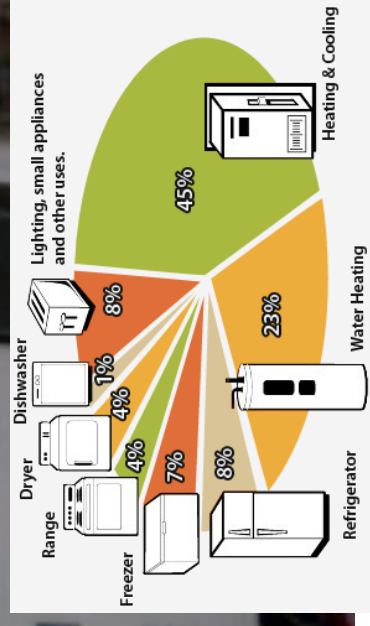 Lighting, small appliances
and other uses.
8%
Dishwasher
1%
Dryer
4%
Range
4%
Freezer
7%
Refrigerator
8%
Water Heating
23%
Heating & Cooling
45%